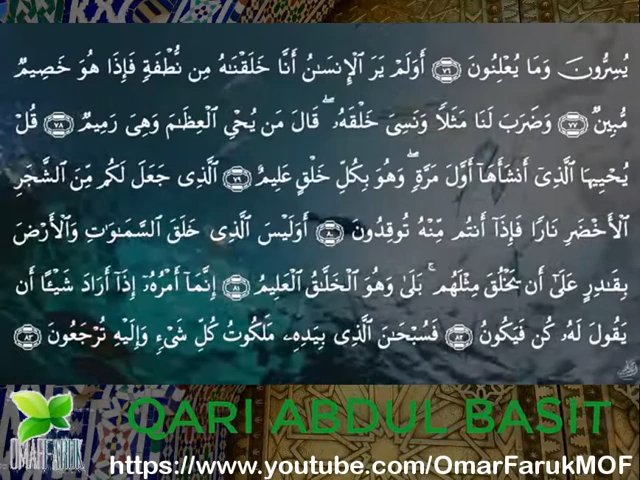 يُسِرُّونَ وَمَا يُعْلِنُونَ ﴿٧٦﴾ أَوَلَمْ يَرَ ٱلْإِنسَـٰنُ أَنَّا خَلَقْنَـٰهُ مِن نُّطْفَةٍ فَإِذَا هُوَ خَصِيمٌ
مُّبِينٌ ﴿٧٧﴾ وَضَرَبَ لَنَا مَثَلًا وَنَسِىَ خَلْقَهُۥ ۖ قَالَ مَن يُحْىِ ٱلْعِظَـٰمَ وَهِىَ رَمِيمٌ ﴿٧٨﴾ قُلْ
يُحْيِيهَا ٱلَّذِىٓ أَنشَأَهَآ أَوَّلَ مَرَّةٍ ۖ وَهُوَ بِكُلِّ خَلْقٍ عَلِيمٌ ﴿٧٩﴾ ٱلَّذِى جَعَلَ لَكُم مِّنَ ٱلشَّجَرِ
ٱلْأَخْضَرِ نَارًا فَإِذَآ أَنتُم مِّنْهُ تُوقِدُونَ ﴿٨٠﴾ أَوَلَيْسَ ٱلَّذِى خَلَقَ ٱلسَّمَـٰوَٰتِ وَٱلْأَرْضَ
بِقَـٰدِرٍ عَلَىٰٓ أَن يَخْلُقَ مِثْلَهُم ۚ بَلَىٰ وَهُوَ ٱلْخَلَّـٰقُ ٱلْعَلِيمُ ﴿٨١﴾ إِنَّمَآ أَمْرُهُۥٓ إِذَآ أَرَادَ شَيْـًٔا أَن
يَقُولَ لَهُۥ كُن فَيَكُونُ ﴿٨٢﴾ فَسُبْحَـٰنَ ٱلَّذِى بِيَدِهِۦ مَلَكُوتُ كُلِّ شَىْءٍ وَإِلَيْهِ تُرْجَعُونَ ﴿٨٣﴾
QARI ABDUL BASIT
OMARFARUK
https://www.youtube.com/OmarFarukMOF